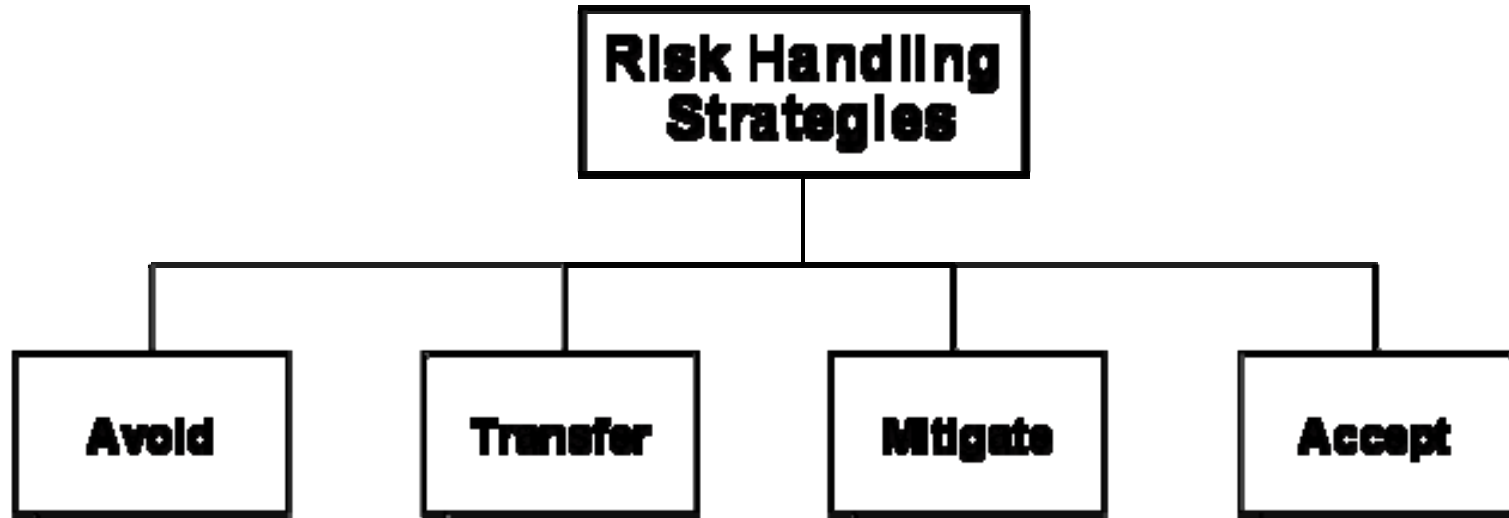 Risk Handling
Strategies
Avoid
Transfer
Mitigate
Accept